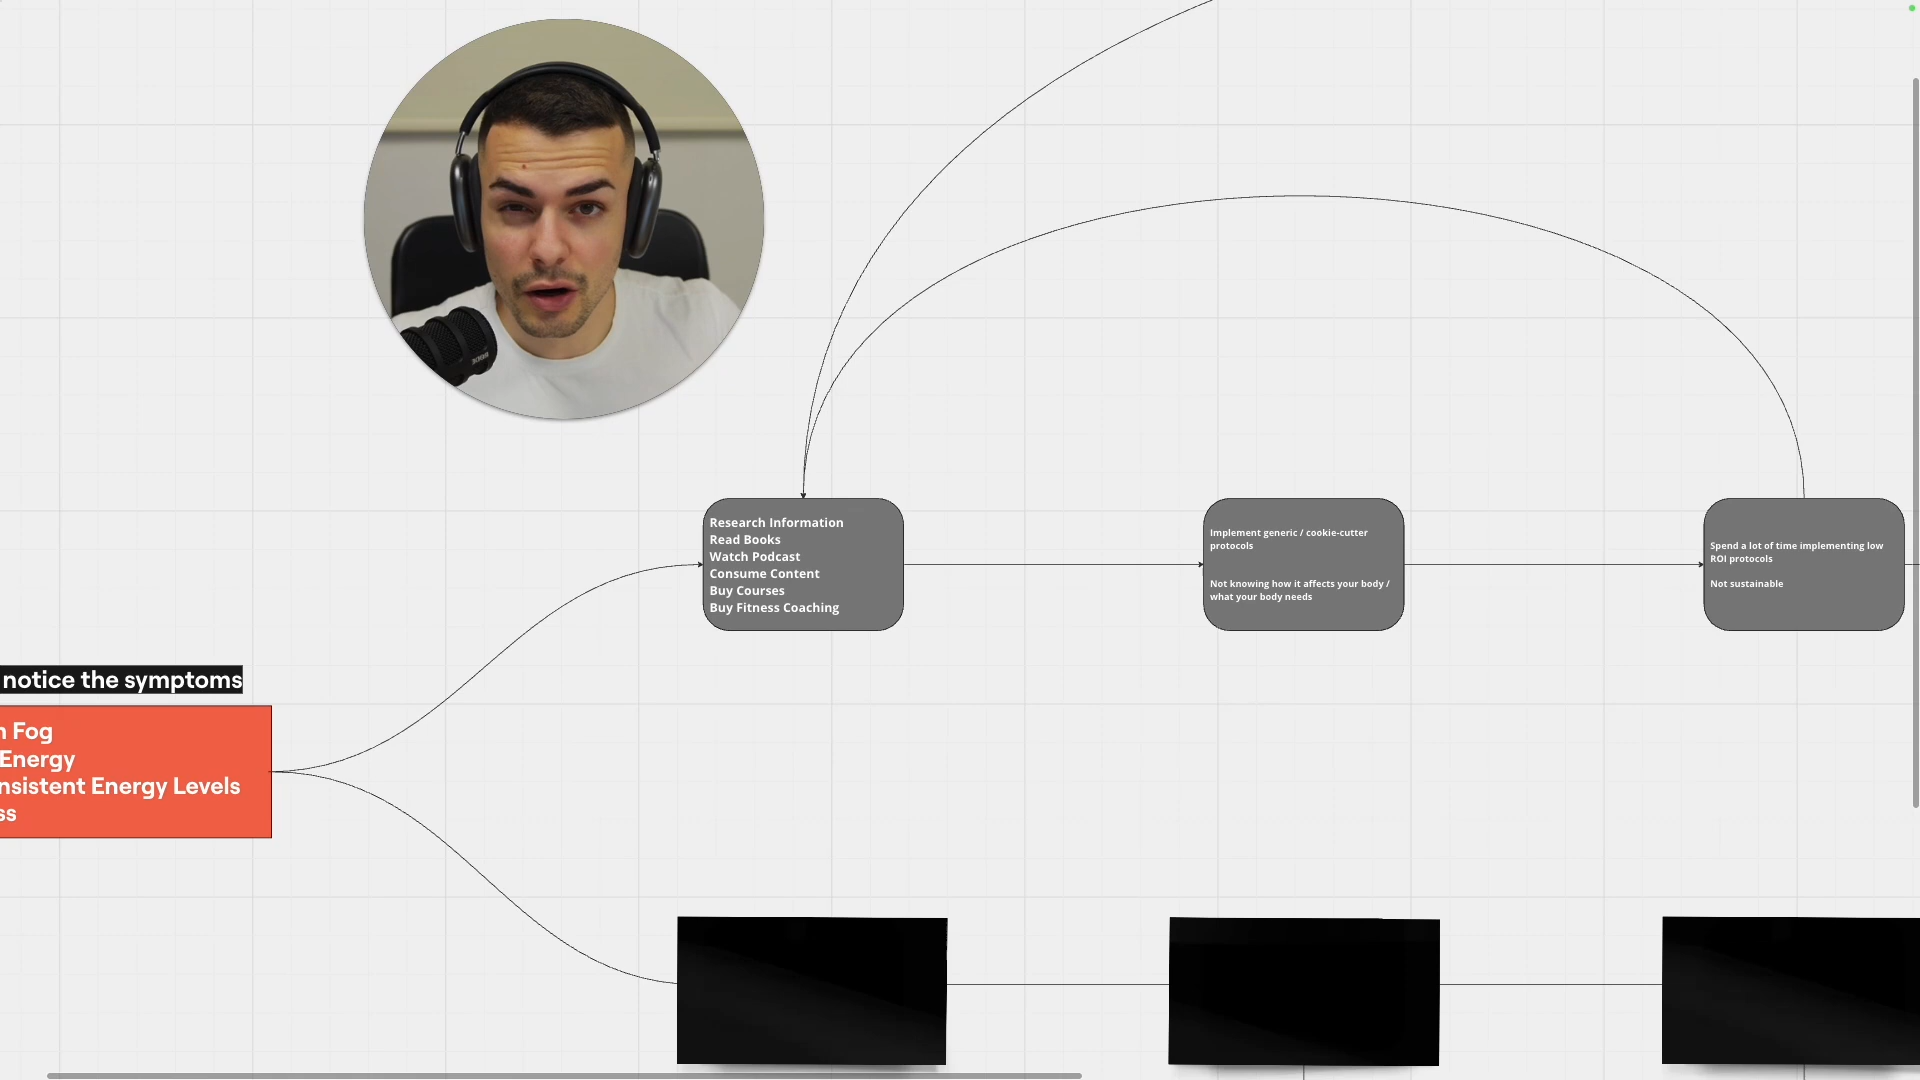 Research Information
Read Books
Watch Podcast
Consume Content
Buy Courses
Buy Fitness Coaching
Implement generic / cookie-cutter
protocols
Not knowing how it affects your body /
what your body needs
Spend a lot of time implementing low
ROI protocols
Not sustainable
notice the symptoms
Fog
Energy
nsistent Energy Levels
ss